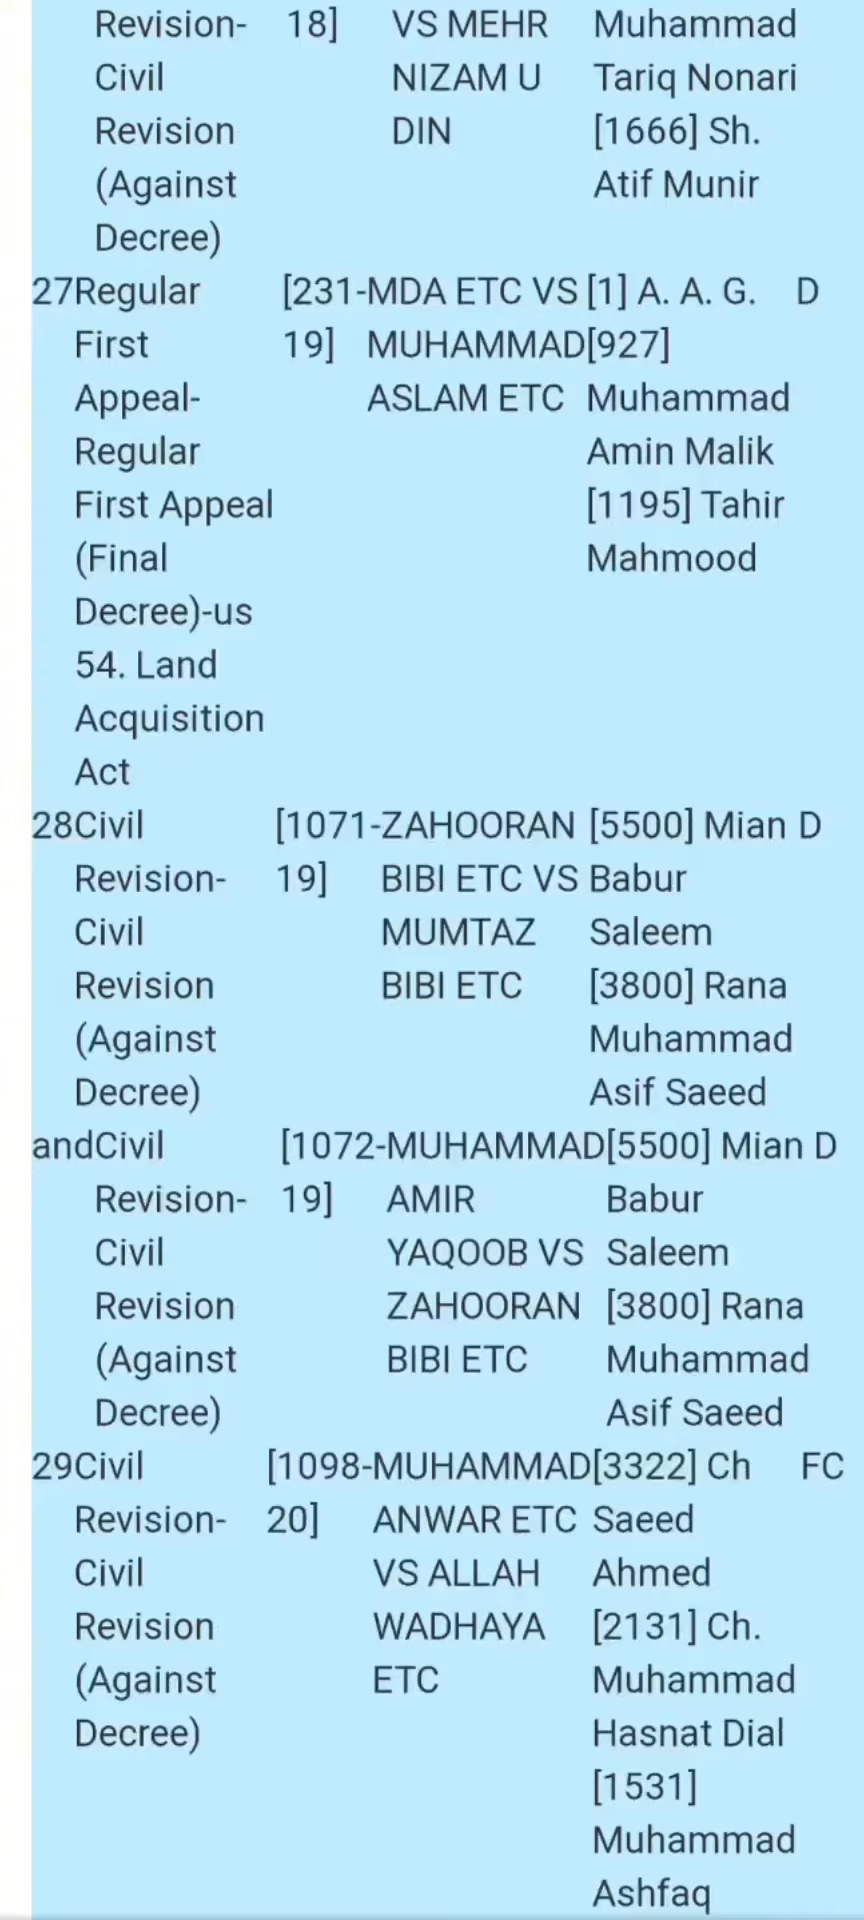 Revision- 18] VS MEHR Muhammad
Civil NIZAM U Tariq Nonari
Revision DIN [1666] Sh.
(Against Atif Munir
Decree)
27Regular [231-MDA ETC VS [1] A. A. G. D
First 19] MUHAMMAD[927]
Appeal- ASLAM ETC Muhammad
Regular Amin Malik
First Appeal [1195] Tahir
(Final Mahmood
Decree)-us
54. Land
Acquisition
Act
28Civil [1071-ZAHOORAN [5500] Mian D
Revision- 19] BIBI ETC VS Babur
Civil MUMTAZ Saleem
Revision BIBI ETC [3800] Rana
(Against Muhammad
Decree) Asif Saeed
andCivil [1072-MUHAMMAD[5500] Mian D
Revision- 19] AMIR Babur
Civil YAQOOB VS Saleem
Revision ZAHOORAN [3800] Rana
(Against BIBI ETC Muhammad
Decree) Asif Saeed
29Civil [1098-MUHAMMAD[3322] Ch FC
Revision- 20] ANWAR ETC Saeed
Civil VS ALLAH Ahmed
Revision WADHAYA [2131] Ch.
(Against ETC Muhammad
Decree) Hasnat Dial
[1531]
Muhammad
Ashfaq